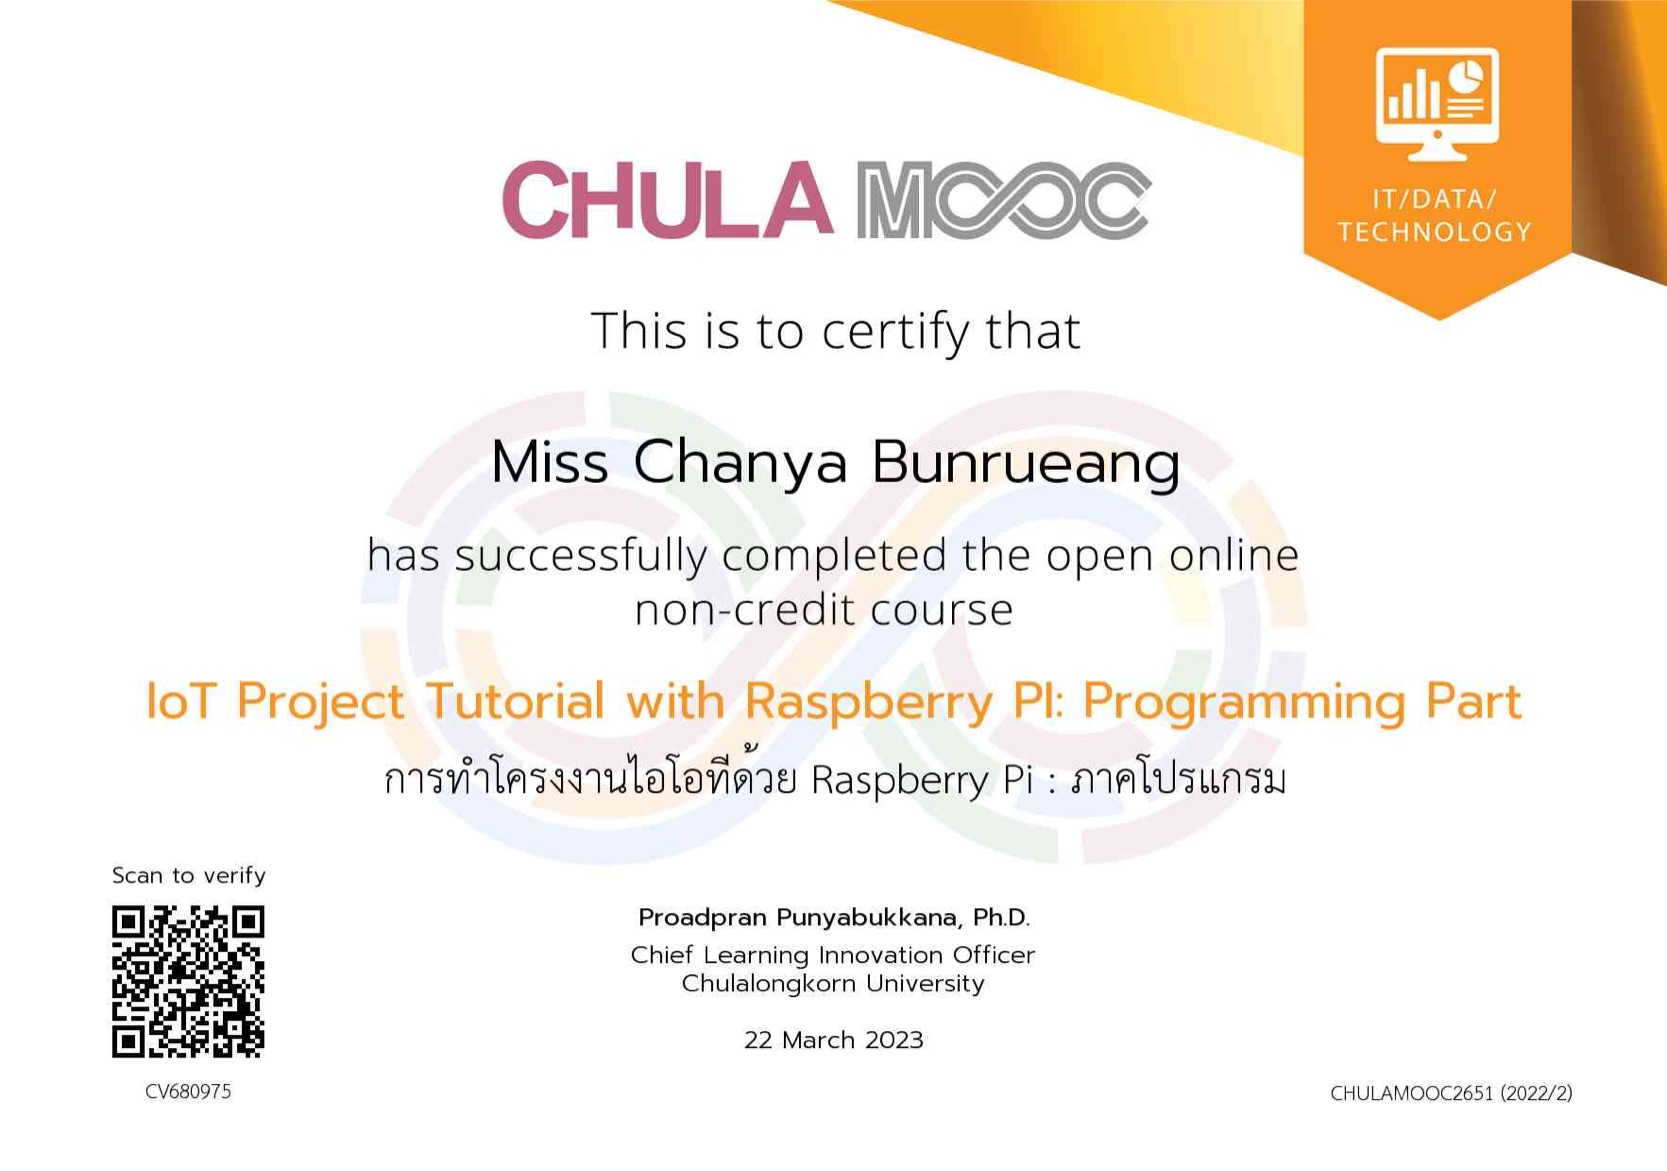 IT/DATA/
TECHNOLOGY
CHULA MOOC
This is to certify that
Miss Chanya Bunrueang
has successfully completed the open online
non-credit course
IoT Project Tutorial with Raspberry PI: Programming Part
การทำโครงงานไอโอทีด้วย Raspberry Pi : ภาคโปรแกรม
Scan to verify
CV680975
Proadpran Punyabukkana, Ph.D.
Chief Learning Innovation Officer
Chulalongkorn University
22 March 2023
CHULAMOOC2651 (2022/2)